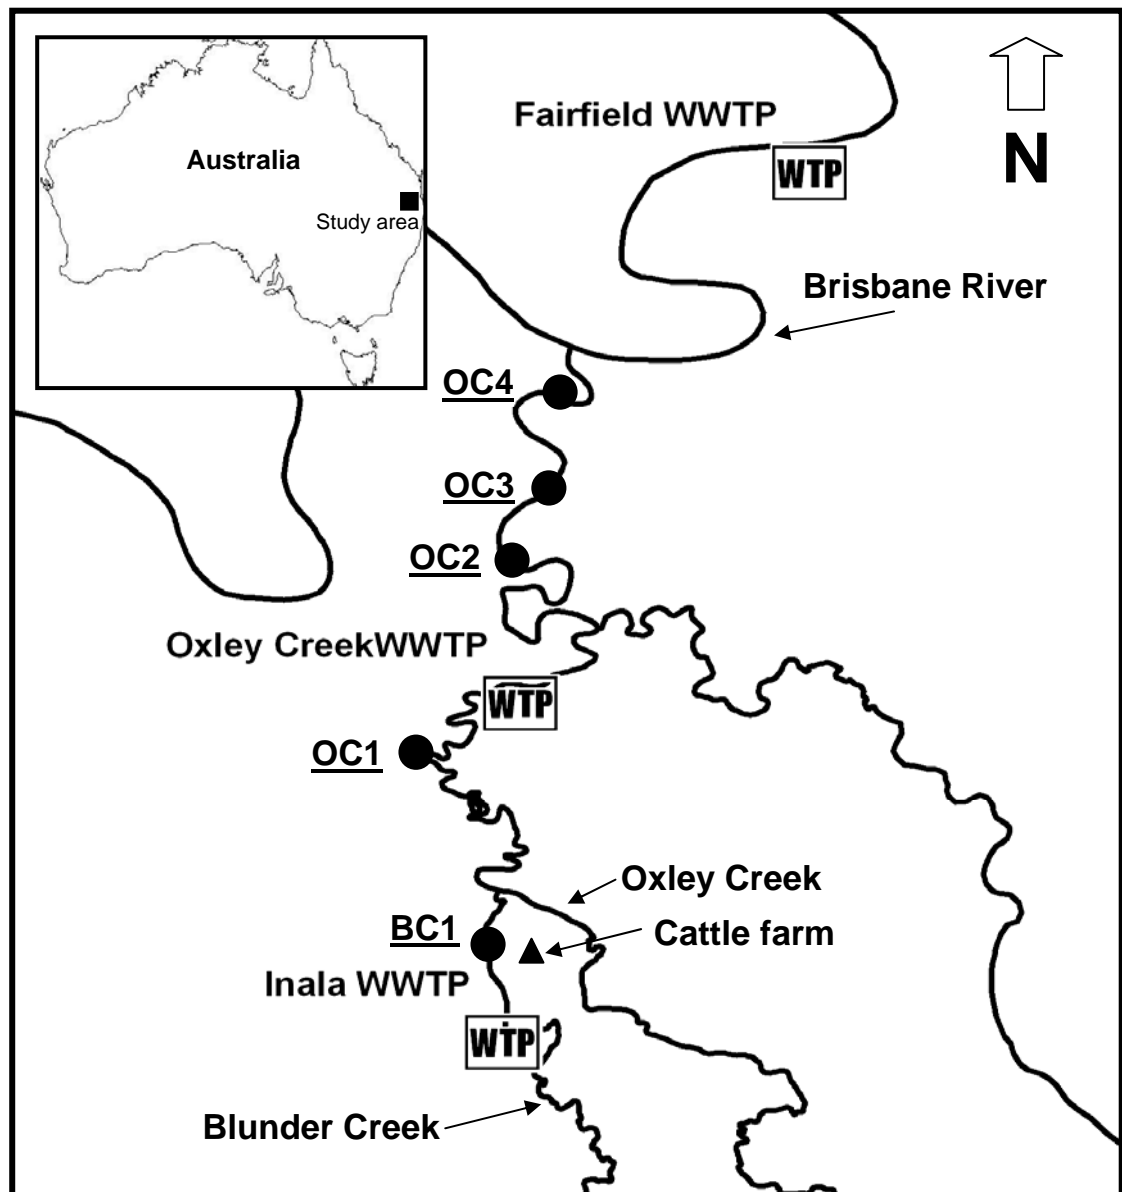 Australia
Study area
N
Fairfield WWTP
WTP
Brisbane River
OC4
OC3
OC2
Oxley CreekWWTP
WTP
OC1
Oxley Creek
BC1
Cattle farm
Inala WWTP
WTP
Blunder Creek